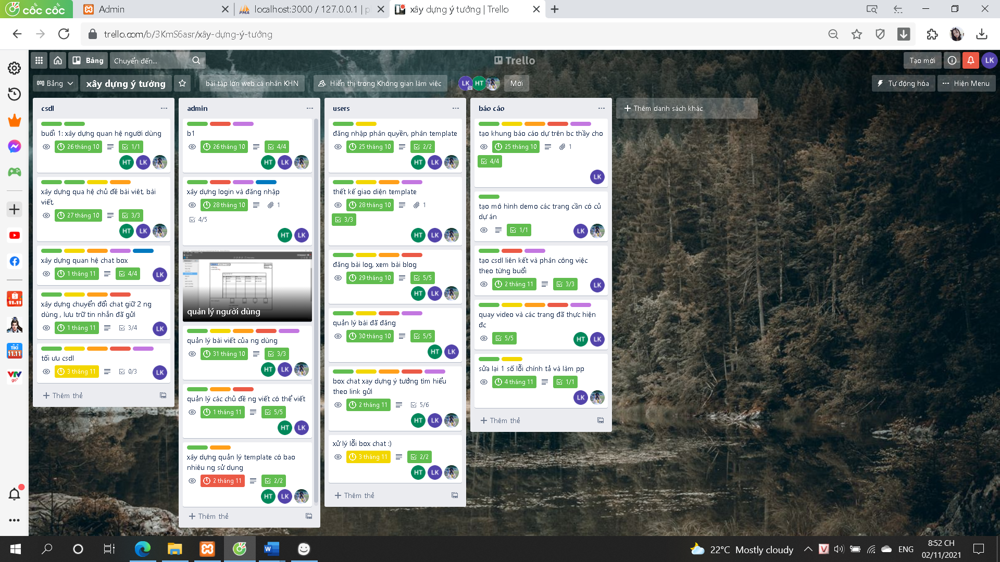 cốc cốc
Admin
localhost:3000 / 127.0.0.1 | p
xây dựng ý tưởng | Trello
trello.com/b/3KmS6asr/xây-dựng-ý-tưởng
Bảng
Chuyển đến...
Trello
Tạo mới
LK
Bảng
xây dựng ý tưởng
bài tập lớn web cá nhân KHN
Hiển thị trong Không gian làm việc
LK
HT
Mời
Tự động hóa
Hiện Menu
csdl
buổi 1: xây dựng quan hệ người dùng
26 tháng 10
1/1
HT
LK
xây dựng qua hệ chủ đề bài viêt, bài
viết,
27 tháng 10
3/3
HT
LK
xây dựng quan hệ chat box
1 tháng 11
4/4
LK
xây dựng chuyển đổi chat giữ 2 ng
dùng , lưu trữ tin nhắn đã gửi
1 tháng 11
3/4
LK
tối ưu csdl
3 tháng 11
0/3
LK
Thêm thẻ
admin
b1
26 tháng 10
4/4
HT
LK
xây dựng login và đăng nhập
28 tháng 10
1
4/5
HT
LK
quản lý người dùng
quản lý bài viết của ng dùng
31 tháng 10
3/3
HT
LK
quản lý các chủ đề ng viết có thể viết
1 tháng 11
5/5
HT
LK
xây dựng quản lý template có bao
nhiêu ng sử dụng
2 tháng 11
2/2
HT
LK
Thêm thẻ
users
đăng nhập phân quyền, phân template
25 tháng 10
2/2
HT
LK
thết kế giao diện template
28 tháng 10
1
3/3
HT
LK
đăng bài log, xem bài blog
29 tháng 10
5/5
HT
LK
quản lý bài đã đăng
30 tháng 10
5/5
HT
LK
box chat xay dựng ý tưởng tìm hiểu
theo link gửi
2 tháng 11
5/6
HT
LK
xử lý lỗi box chat :)
3 tháng 11
2/2
HT
LK
Thêm thẻ
báo cáo
tạo khung báo cáo dự trên bc thầy cho
25 tháng 10
1
4/4
LK
tạo mô hình demo các trang cần có củ
dự án
1/1
LK
tạo csdl liên kết và phân công việc
theo từng buổi
2 tháng 11
3/3
LK
quay video và các trang đã thực hiện
đc
5/5
HT
LK
sửa lại 1 số lỗi chính tả và làm pp
4 tháng 11
1/1
LK
Thêm thẻ
Thêm danh sách khác
11.11
TIKI
11.11
VTV
go
22°C Mostly cloudy
ENG
8:52 CH
02/11/2021